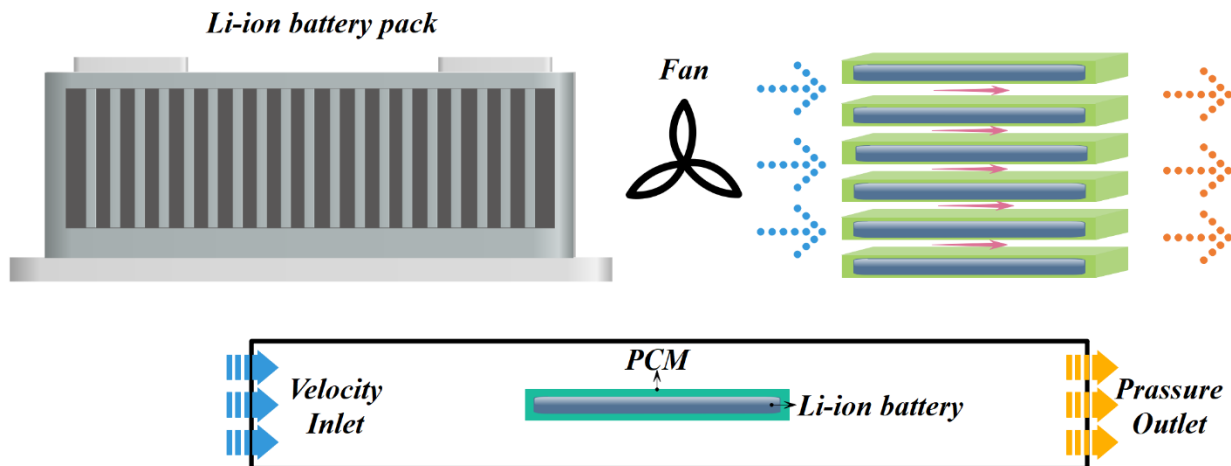 Li-ion battery pack
Fan
PCM
Velocity
Inlet
Li-ion battery
Prassure
Outlet